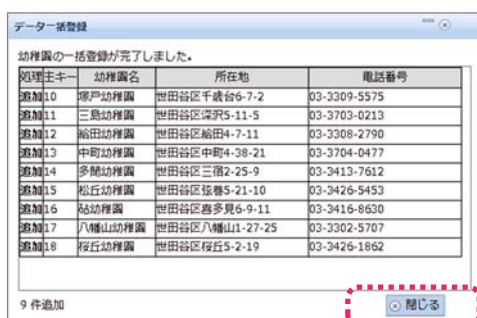 データ一括登録
幼稚園の一括登録が完了しました。
処理 主キー 幼稚園名 所在地 電話番号
追加 10 塚戸幼稚園 世田谷区千歳台6-7-2 03-3309-5575
追加 11 三島幼稚園 世田谷区深沢5-11-5 03-3703-0213
追加 12 給田幼稚園 世田谷区給田4-7-11 03-3308-2790
追加 13 中町幼稚園 世田谷区中町4-38-21 03-3704-0477
追加 14 多聞幼稚園 世田谷区三宿2-25-9 03-3413-7612
追加 15 松丘幼稚園 世田谷区弦巻5-21-10 03-3426-5453
追加 16 砧幼稚園 世田谷区喜多見6-9-11 03-3416-8630
追加 17 八幡山幼稚園 世田谷区八幡山1-27-25 03-3302-5707
追加 18 桜丘幼稚園 世田谷区桜丘5-2-19 03-3426-1862
9 件追加
閉じる